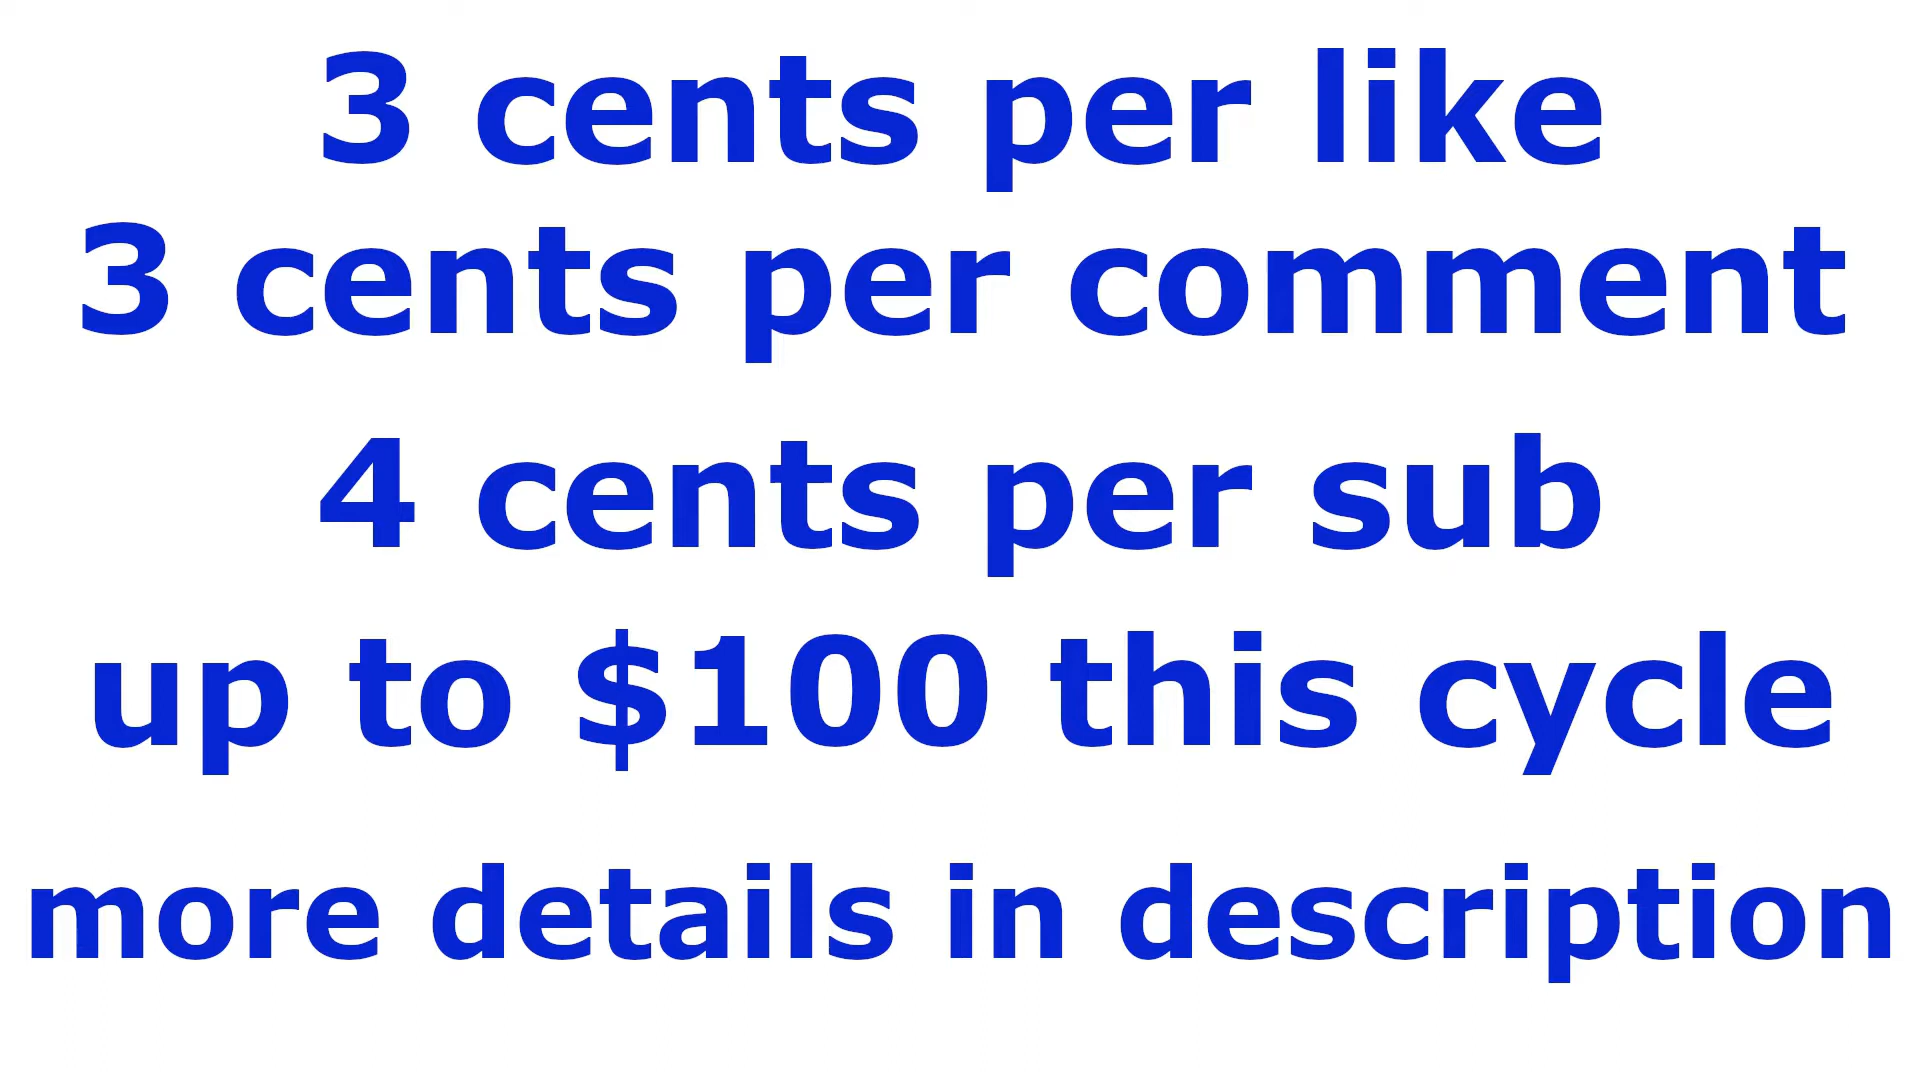 3 cents per like
3 cents per comment
4 cents per sub
up to $100 this cycle
more details in description